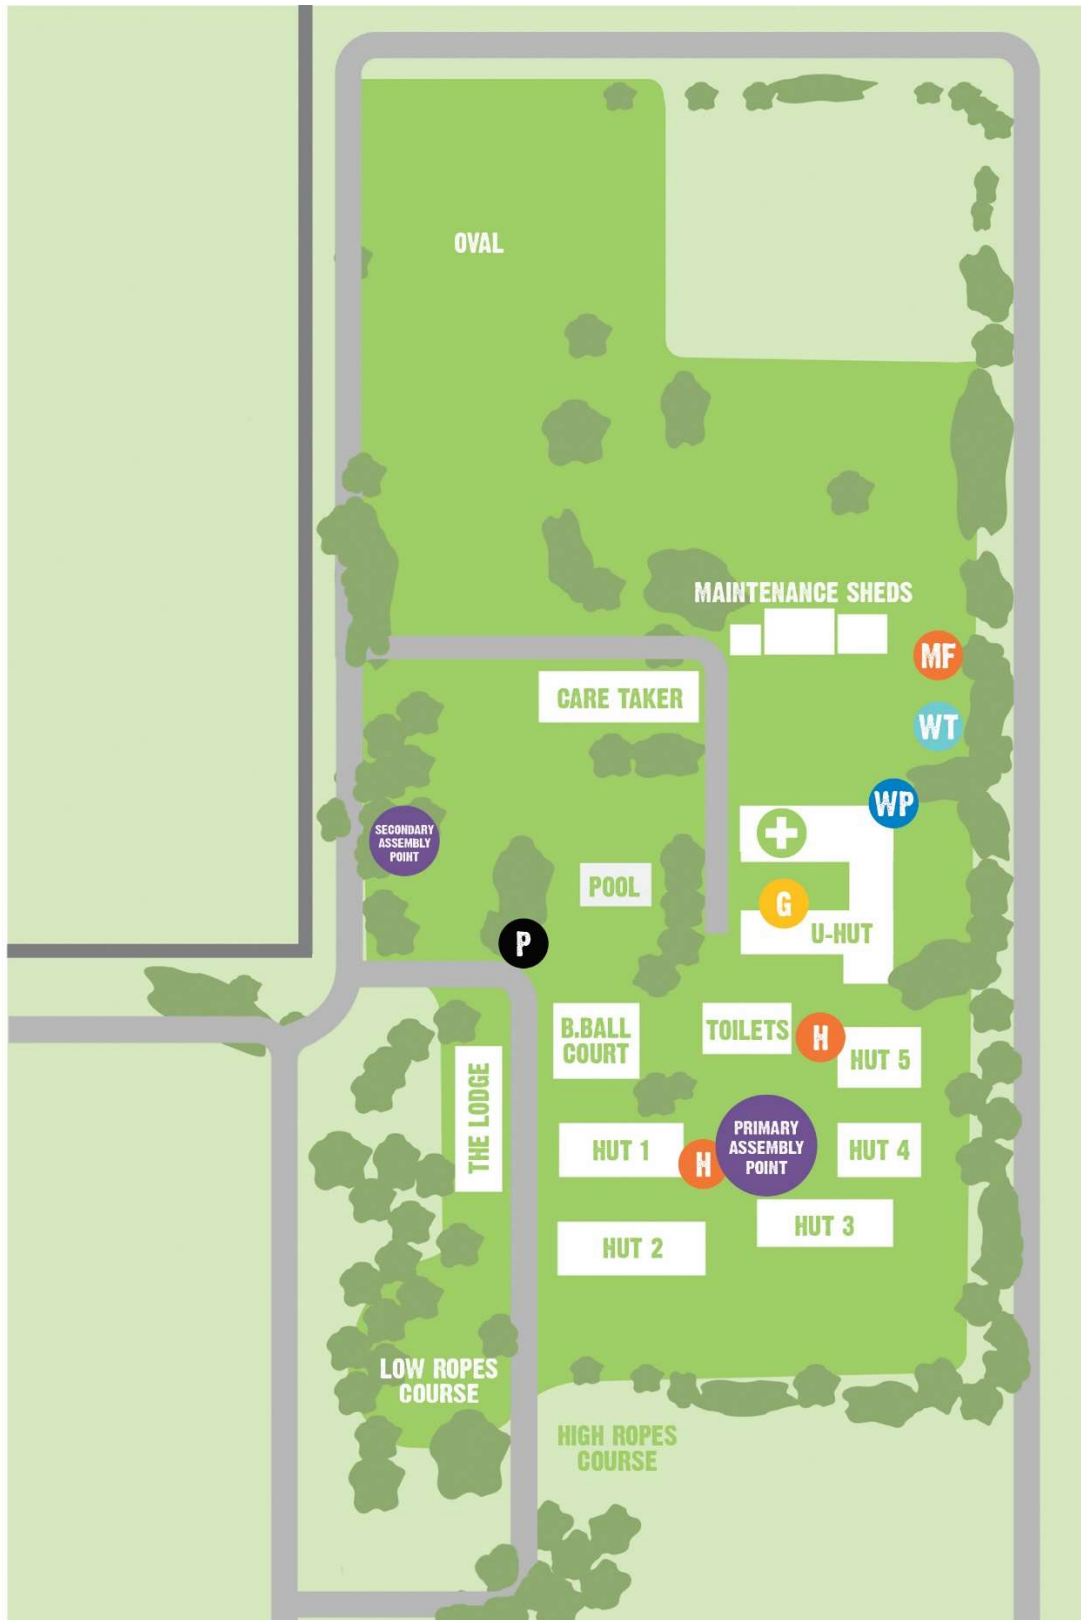 OVAL
MAINTENANCE SHEDS
MF
CARE TAKER
WT
WP
SECONDARY
ASSEMBLY
POINT
POOL
G
U-HUT
P
B.BALL
COURT
TOILETS
H
HUT 5
THE LODGE
HUT 1
H
PRIMARY
ASSEMBLY
POINT
HUT 4
HUT 2
HUT 3
LOW ROPES
COURSE
HIGH ROPES
COURSE